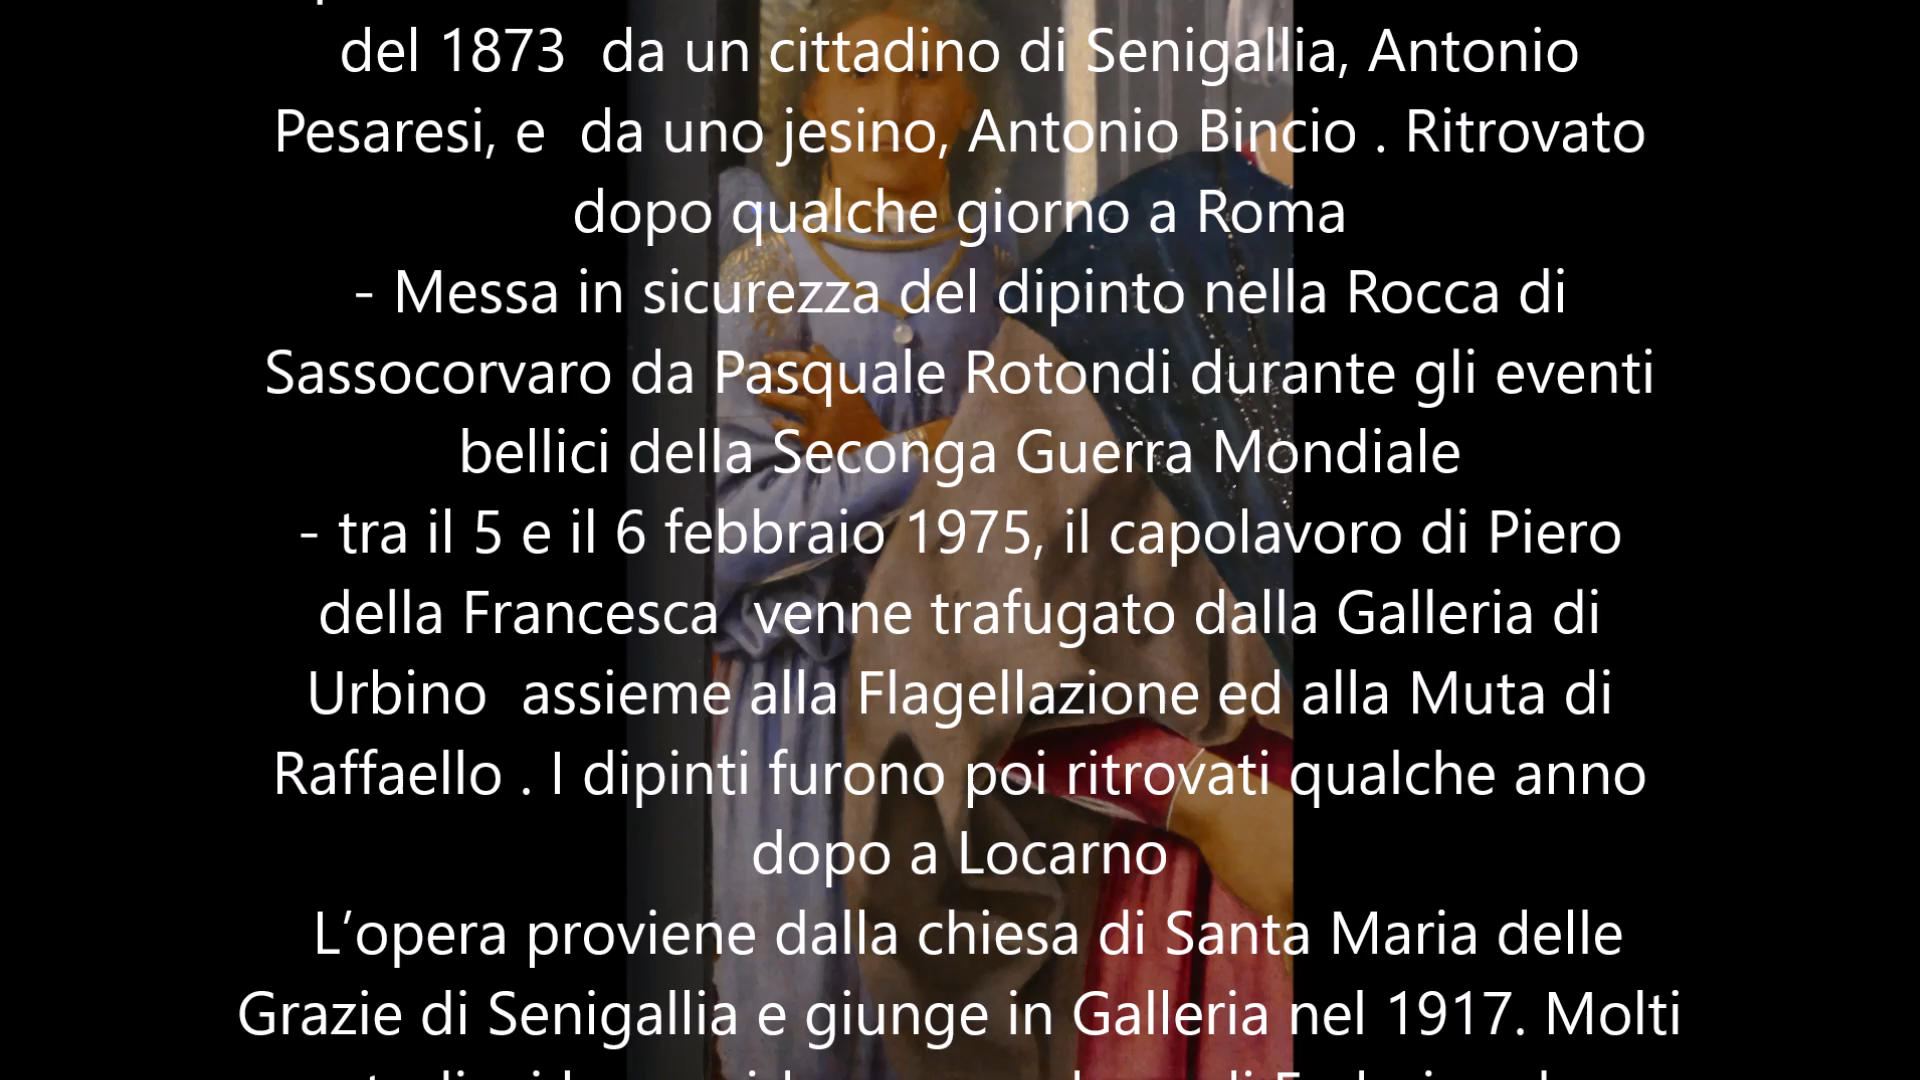 del 1873 da un cittadino di Senigallia, Antonio
Pesaresi, e da uno jesino, Antonio Bincio . Ritrovato
dopo qualche giorno a Roma
- Messa in sicurezza del dipinto nella Rocca di
Sassocorvaro da Pasquale Rotondi durante gli eventi
bellici della Seconga Guerra Mondiale
- tra il 5 e il 6 febbraio 1975, il capolavoro di Piero
della Francesca venne trafugato dalla Galleria di
Urbino assieme alla Flagellazione ed alla Muta di
Raffaello . I dipinti furono poi ritrovati qualche anno
dopo a Locarno
L’opera proviene dalla chiesa di Santa Maria delle
Grazie di Senigallia e giunge in Galleria nel 1917. Molti